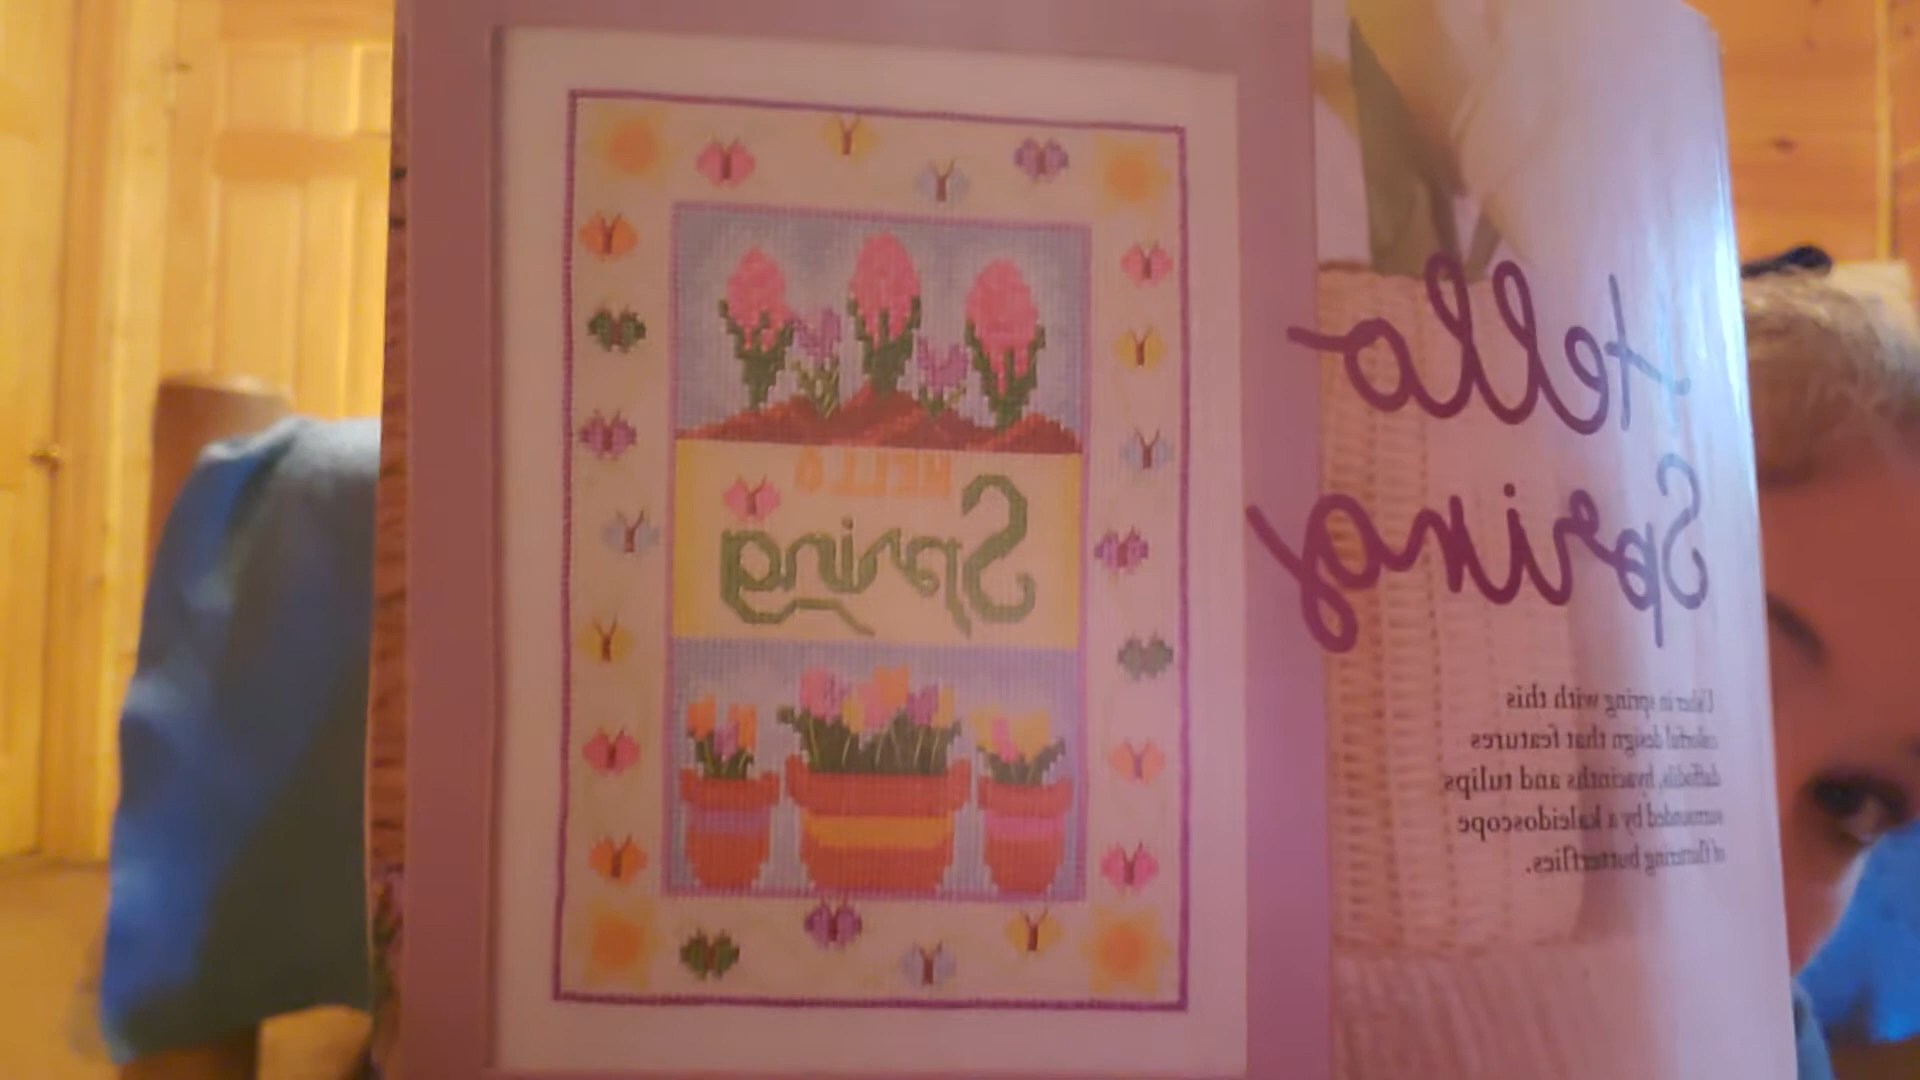 Hello
Spring
Usher in spring with this
colorful design that features
daffodils, hyacinths and tulips
surrounded by a kaleidoscope
of fluttering butterflies.
HELLO
Spring